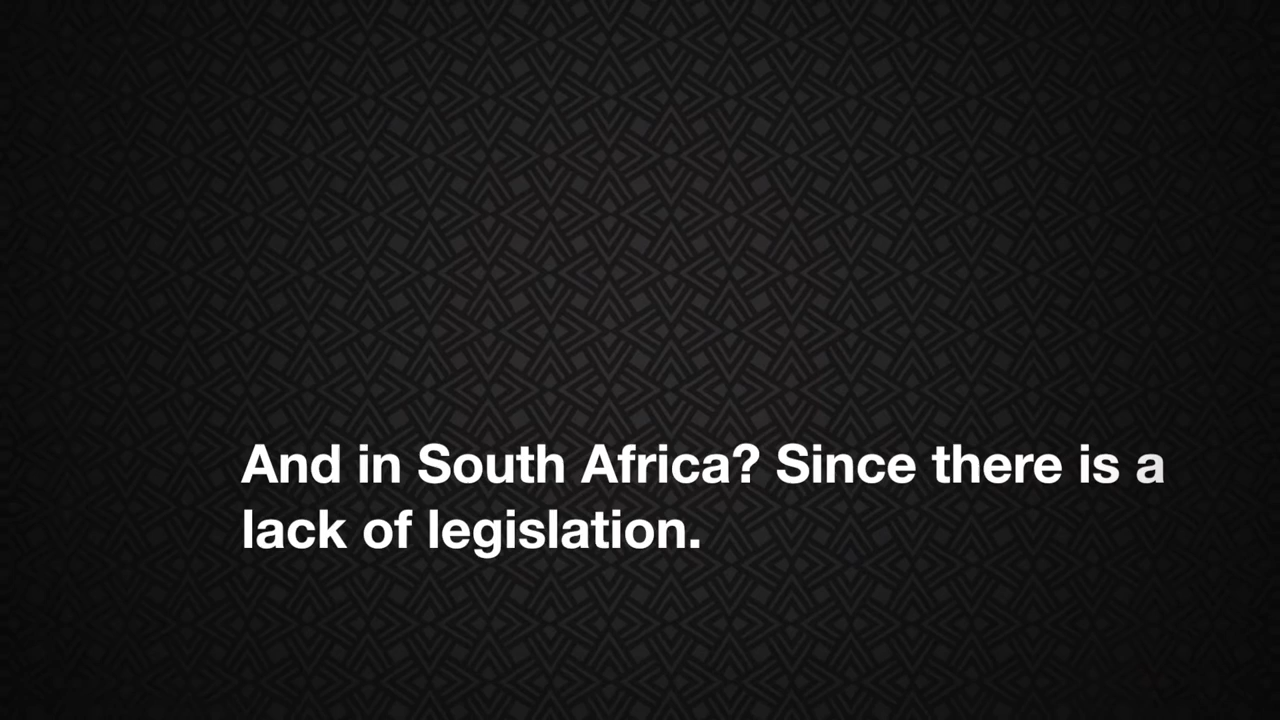 And in South Africa? Since there is a
lack of legislation.